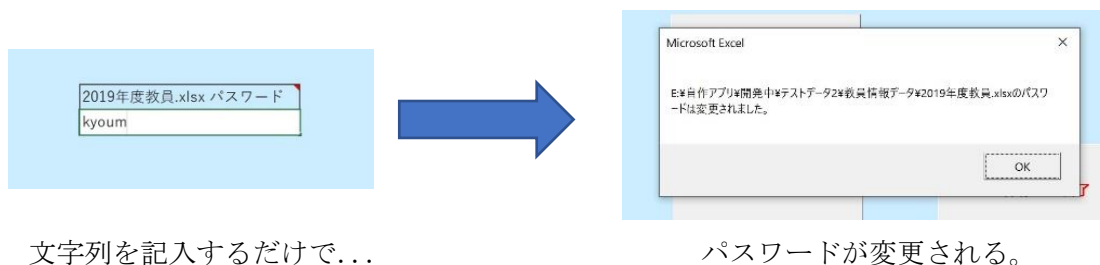 2019年度教員.xlsx パスワード
kyoum
Microsoft Excel
E:¥自作アプリ¥開発中¥テストデータ2¥教員情報データ¥2019年度教員.xlsxのパスワ
ードは変更されました。
OK
了
文字列を記入するだけで...
パスワードが変更される。